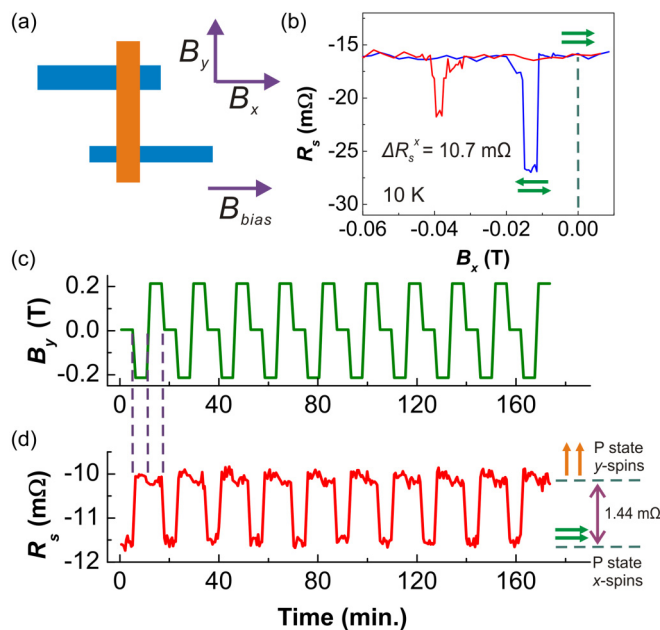 (a)
B_y
B_x
B_bias
(b)
-15
-20
-25
-30
R_s (mΩ)
ΔR_s^x = 10.7 mΩ
10 K
-0.06
-0.04
-0.02
0.00
B_x (T)
(c)
0.2
0.0
-0.2
B_y (T)
0
40
80
120
160
(d)
-10
-11
-12
R_s (mΩ)
P state
y-spins
1.44 mΩ
P state
x-spins
0
40
80
120
160
Time (min.)